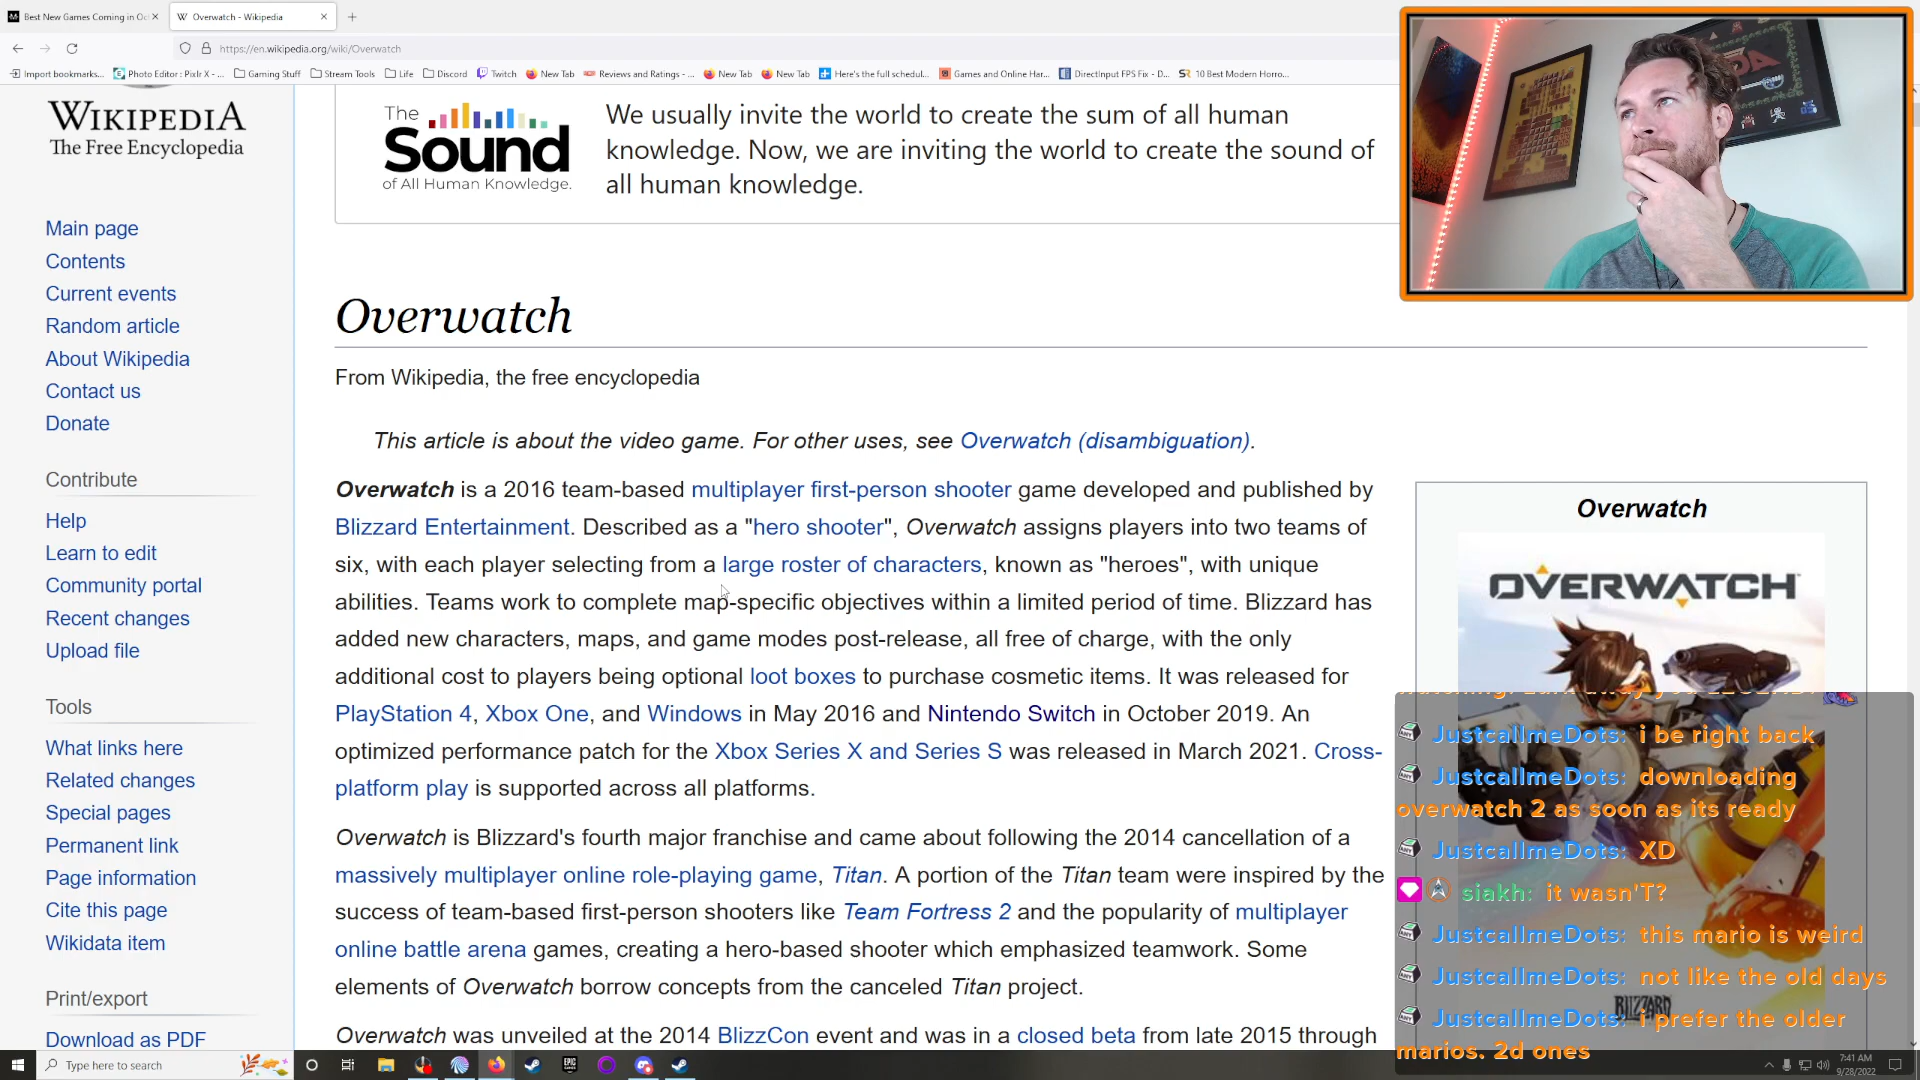 Best New Games Coming in Oc
Overwatch - Wikipedia
https://en.wikipedia.org/wiki/Overwatch
Import bookmarks...
Photo Editor : Pixlr X - ...
Gaming Stuff
Stream Tools
Life
Discord
Twitch
New Tab
Reviews and Ratings - ...
New Tab
New Tab
Here's the full schedul...
Games and Online Har...
DirectInput FPS Fix - D...
10 Best Modern Horro...
WIKIPEDIA
The Free Encyclopedia
Main page
Contents
Current events
Random article
About Wikipedia
Contact us
Donate
Contribute
Help
Learn to edit
Community portal
Recent changes
Upload file
Tools
What links here
Related changes
Special pages
Permanent link
Page information
Cite this page
Wikidata item
Print/export
Download as PDF
The
Sound
of All Human Knowledge.
We usually invite the world to create the sum of all human
knowledge. Now, we are inviting the world to create the sound of
all human knowledge.
Overwatch
From Wikipedia, the free encyclopedia
This article is about the video game. For other uses, see Overwatch (disambiguation).
Overwatch is a 2016 team-based multiplayer first-person shooter game developed and published by
Blizzard Entertainment. Described as a "hero shooter", Overwatch assigns players into two teams of
six, with each player selecting from a large roster of characters, known as "heroes", with unique
abilities. Teams work to complete map-specific objectives within a limited period of time. Blizzard has
added new characters, maps, and game modes post-release, all free of charge, with the only
additional cost to players being optional loot boxes to purchase cosmetic items. It was released for
PlayStation 4, Xbox One, and Windows in May 2016 and Nintendo Switch in October 2019. An
optimized performance patch for the Xbox Series X and Series S was released in March 2021. Cross-
platform play is supported across all platforms.
Overwatch is Blizzard's fourth major franchise and came about following the 2014 cancellation of a
massively multiplayer online role-playing game, Titan. A portion of the Titan team were inspired by the
success of team-based first-person shooters like Team Fortress 2 and the popularity of multiplayer
online battle arena games, creating a hero-based shooter which emphasized teamwork. Some
elements of Overwatch borrow concepts from the canceled Titan project.
Overwatch was unveiled at the 2014 BlizzCon event and was in a closed beta from late 2015 through
Overwatch
OVERWATCH
BLIZZARD
JustcallmeDots: i be right back
JustcallmeDots: downloading
overwatch 2 as soon as its ready
JustcallmeDots: XD
siakh: it wasn'T?
JustcallmeDots: this mario is weird
JustcallmeDots: not like the old days
JustcallmeDots: i prefer the older
marios. 2d ones
Type here to search
7:41 AM
9/28/2022